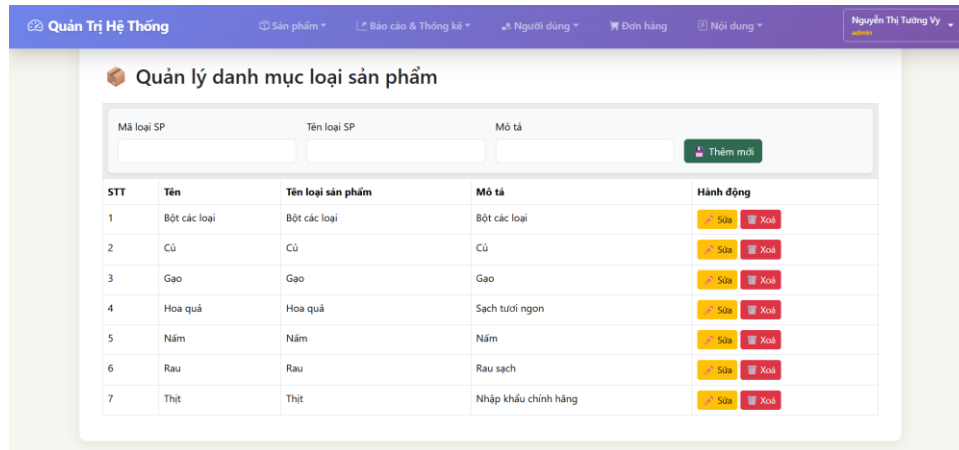 Quản Trị Hệ Thống Sản phẩm Báo cáo & Thống kê Người dùng Đơn hàng Nội dung Nguyễn Thị Tường Vy
admin
Quản lý danh mục loại sản phẩm
Mã loại SP Tên loại SP Mô tả
Thêm mới
STT Tên Tên loại sản phẩm Mô tả Hành động
1 Bột các loại Bột các loại Bột các loại Sửa Xoá
2 Củ Củ Củ Sửa Xoá
3 Gạo Gạo Gạo Sửa Xoá
4 Hoa quả Hoa quả Sạch tươi ngon Sửa Xoá
5 Nấm Nấm Nấm Sửa Xoá
6 Rau Rau Rau sạch Sửa Xoá
7 Thịt Thịt Nhập khẩu chính hãng Sửa Xoá